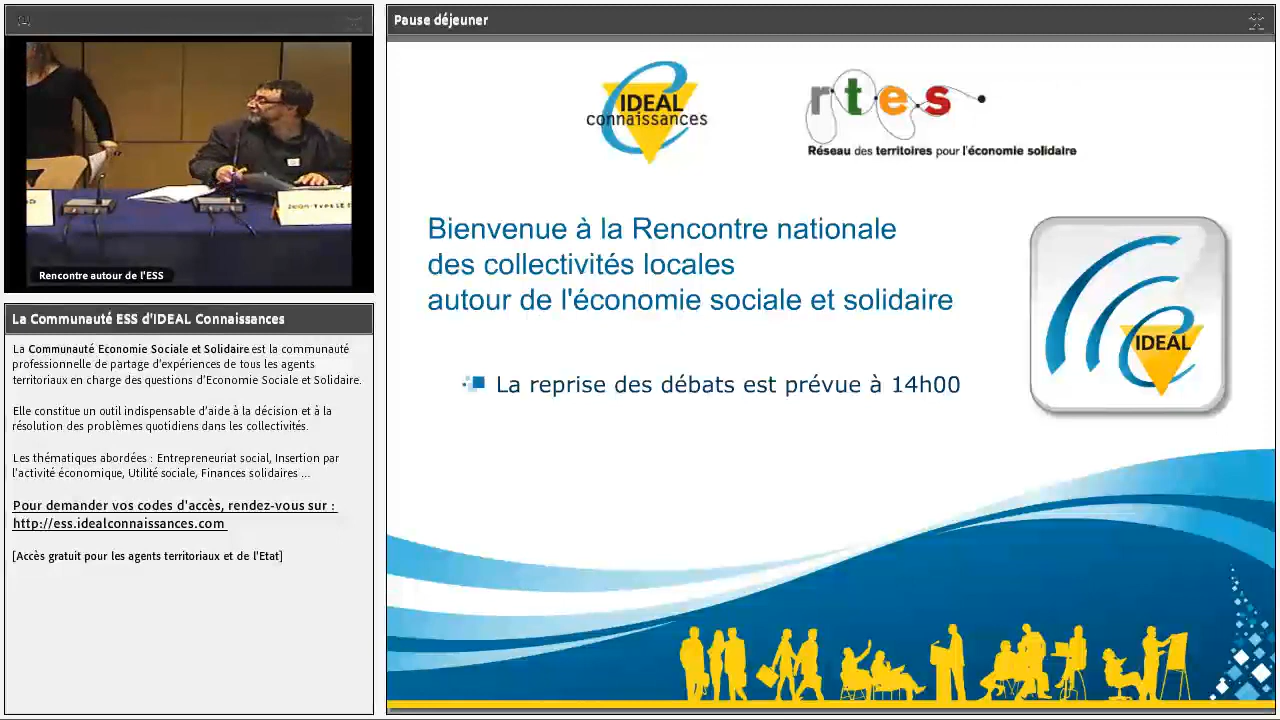 Rencontre autour de l'ESS
La Communauté ESS d'IDEAL Connaissances
La Communauté Economie Sociale et Solidaire est la communauté
professionnelle de partage d'expériences de tous les agents
territoriaux en charge des questions d'Economie Sociale et Solidaire.
Elle constitue un outil indispensable d'aide à la décision et à la
résolution des problèmes quotidiens dans les collectivités.
Les thématiques abordées : Entrepreneuriat social, Insertion par
l'activité économique, Utilité sociale, Finances solidaires ...
Pour demander vos codes d'accès, rendez-vous sur :
http://ess.idealconnaissances.com
[Accès gratuit pour les agents territoriaux et de l'Etat]
Pause déjeuner
IDEAL
connaissances
rtes
Réseau des territoires pour l'économie solidaire
Bienvenue à la Rencontre nationale
des collectivités locales
autour de l'économie sociale et solidaire
La reprise des débats est prévue à 14h00
IDEAL